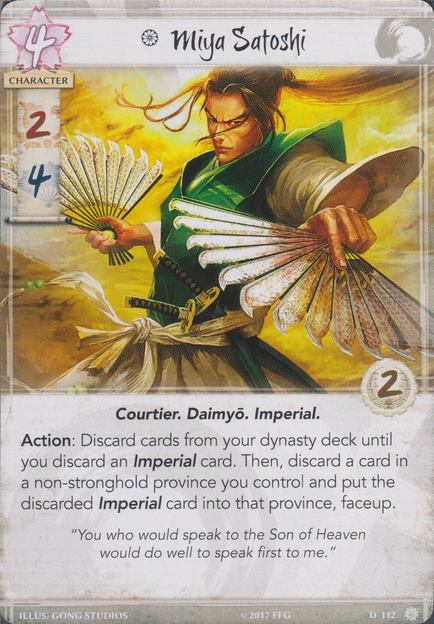 4
Miya Satoshi
CHARACTER
2
4
2
Courtier. Daimyō. Imperial.
Action: Discard cards from your dynasty deck until
you discard an Imperial card. Then, discard a card in
a non-stronghold province you control and put the
discarded Imperial card into that province, faceup.
“You who would speak to the Son of Heaven
would do well to speak first to me.”
ILLUS. GONG STUDIOS
© 2017 FFG
D 112